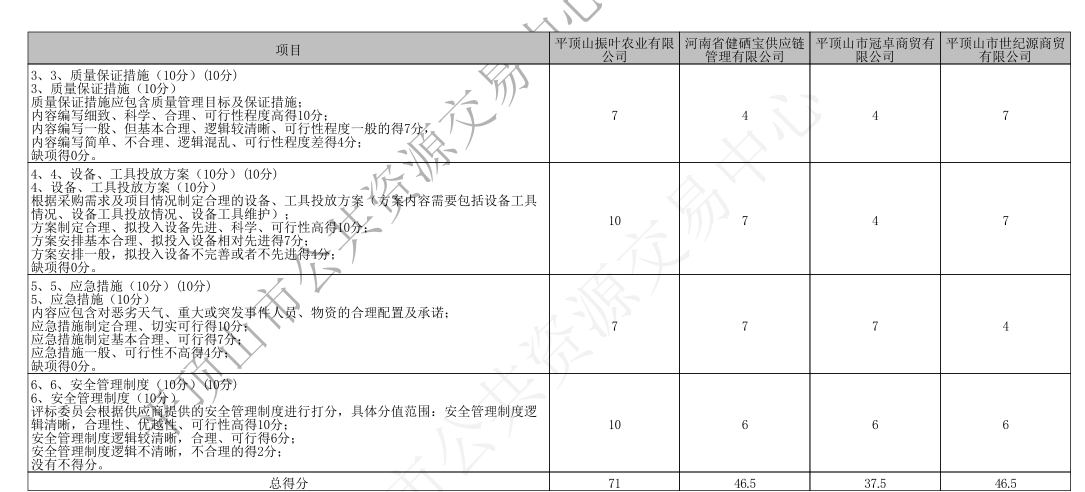 项目
平顶山振叶农业有限
公司
河南省健硒宝供应链
管理有限公司
平顶山市冠卓商贸有
限公司
平顶山市世纪源商贸
有限公司
3、3、质量保证措施（10分）(10分)
3、质量保证措施（10分）
质量保证措施应包含质量管理目标及保证措施；
内容编写细致、科学、合理、可行性程度高得10分；
内容编写一般、但基本合理、逻辑较清晰、可行性程度一般的得7分；
内容编写简单、不合理、逻辑混乱、可行性程度差得4分；
缺项得0分。
7
4
4
7
4、4、设备、工具投放方案（10分）(10分)
4、设备、工具投放方案（10分）
根据采购需求及项目情况制定合理的设备、工具投放方案（方案内容需要包括设备工具
情况、设备工具投放情况、设备工具维护）；
方案制定合理、拟投入设备先进、科学、可行性高得10分；
方案安排基本合理、拟投入设备相对先进得7分；
方案安排一般，拟投入设备不完善或者不先进得4分；
缺项得0分。
10
7
4
7
5、5、应急措施（10分）(10分)
5、应急措施（10分）
内容应包含对恶劣天气、重大或突发事件人员、物资的合理配置及承诺；
应急措施制定合理、切实可行得10分；
应急措施制定基本合理、可行得7分；
应急措施一般、可行性不高得4分；
缺项得0分。
7
7
7
4
6、6、安全管理制度（10分）(10分)
6、安全管理制度（10分）
评标委员会根据供应商提供的安全管理制度进行打分，具体分值范围：安全管理制度逻
辑清晰，合理性、优越性、可行性高得10分；
安全管理制度逻辑较清晰，合理、可行得6分；
安全管理制度逻辑不清晰，不合理的得2分；
没有不得分。
10
6
6
6
总得分
71
46.5
37.5
46.5
平顶山市公共资源交易中心
市公共资源交易中心